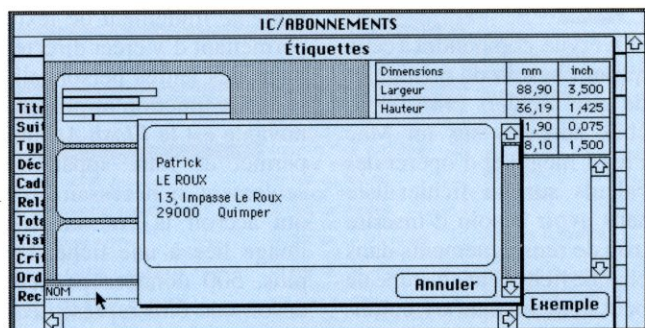 IC/ABONNEMENTS
Étiquettes
Dimensions mm inch
Largeur 88,90 3,500
Hauteur 36,19 1,425
1,90 0,075
8,10 1,500
Titr
Suit
Typ
Déc
Cad
Rela
Tota
Visi
Crit
Ord
Rec
Patrick
LE ROUX
13, Impasse Le Roux
29000 Quimper
Annuler
NOM
Exemple